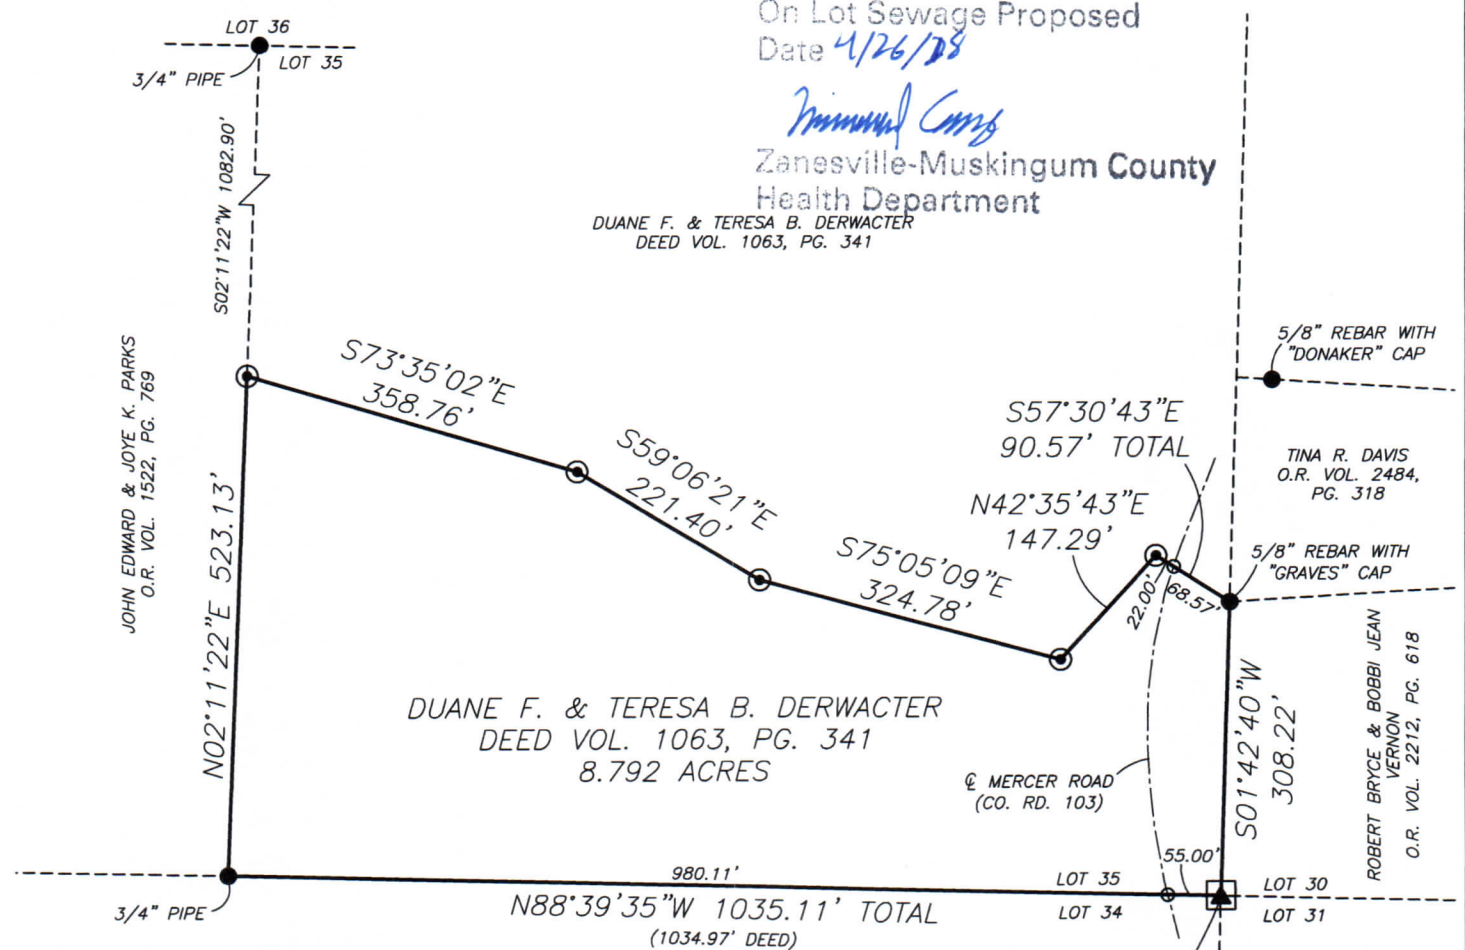 On Lot Sewage Proposed
Date 4/26/18
Zanesville-Muskingum County
Health Department
LOT 36
LOT 35
3/4" PIPE
S02°11'22"W 1082.90'
DUANE F. & TERESA B. DERWACTER
DEED VOL. 1063, PG. 341
JOHN EDWARD & JOYE K. PARKS
O.R. VOL. 1522, PG. 769
N02°11'22"E 523.13'
S73°35'02"E
358.76'
S59°06'21"E
221.40'
S75°05'09"E
324.78'
N42°35'43"E
147.29'
S57°30'43"E
90.57' TOTAL
22.00'
68.57'
5/8" REBAR WITH
"DONAKER" CAP
TINA R. DAVIS
O.R. VOL. 2484,
PG. 318
5/8" REBAR WITH
"GRAVES" CAP
ROBERT BRYCE & BOBBI JEAN
VERNON
O.R. VOL. 2212, PG. 618
S01°42'40"W
308.22'
DUANE F. & TERESA B. DERWACTER
DEED VOL. 1063, PG. 341
8.792 ACRES
℄ MERCER ROAD
(CO. RD. 103)
55.00'
980.11'
LOT 35
LOT 30
N88°39'35"W 1035.11' TOTAL
LOT 34
LOT 31
(1034.97' DEED)
3/4" PIPE